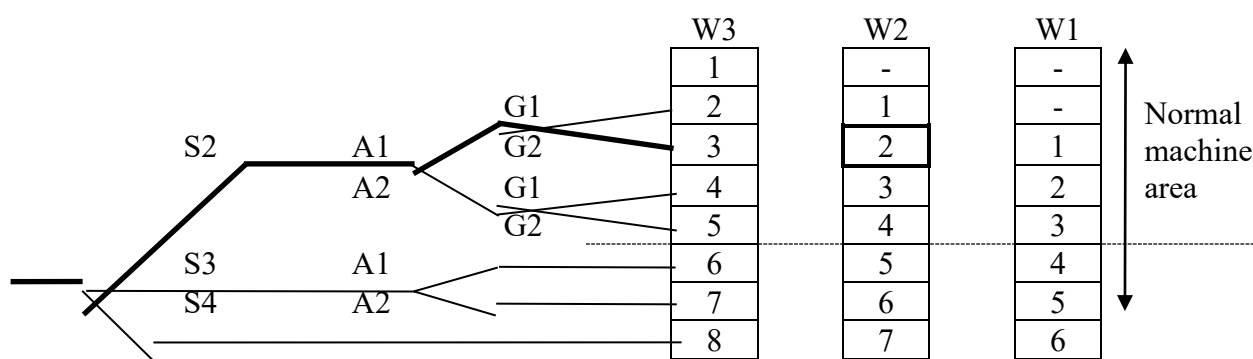 W3 W2 W1
1 - -
G1 2 1 -
S2 A1 G2 3 2 1 Normal
A2 G1 4 3 2 machine
G2 5 4 3 area
S3 A1 6 5 4
S4 A2 7 6 5
8 7 6